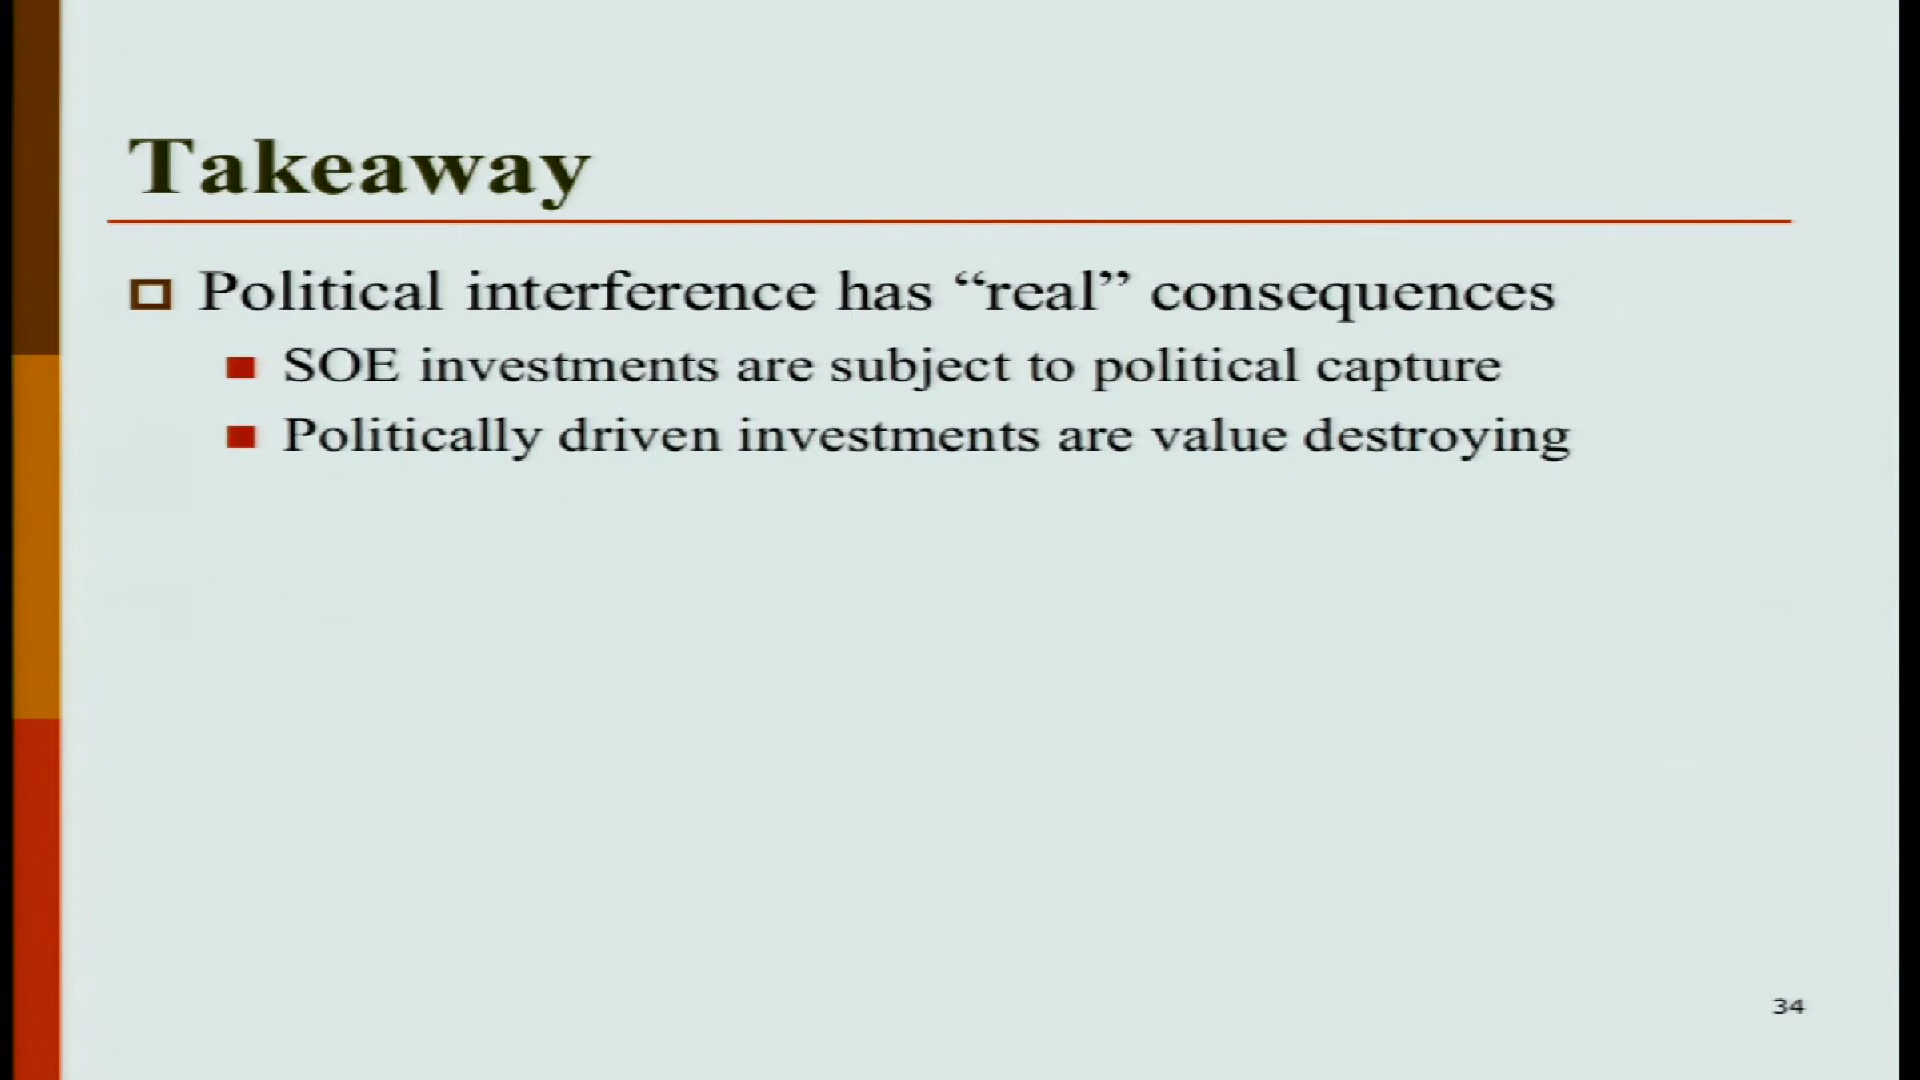 Takeaway
Political interference has “real” consequences
SOE investments are subject to political capture
Politically driven investments are value destroying
34